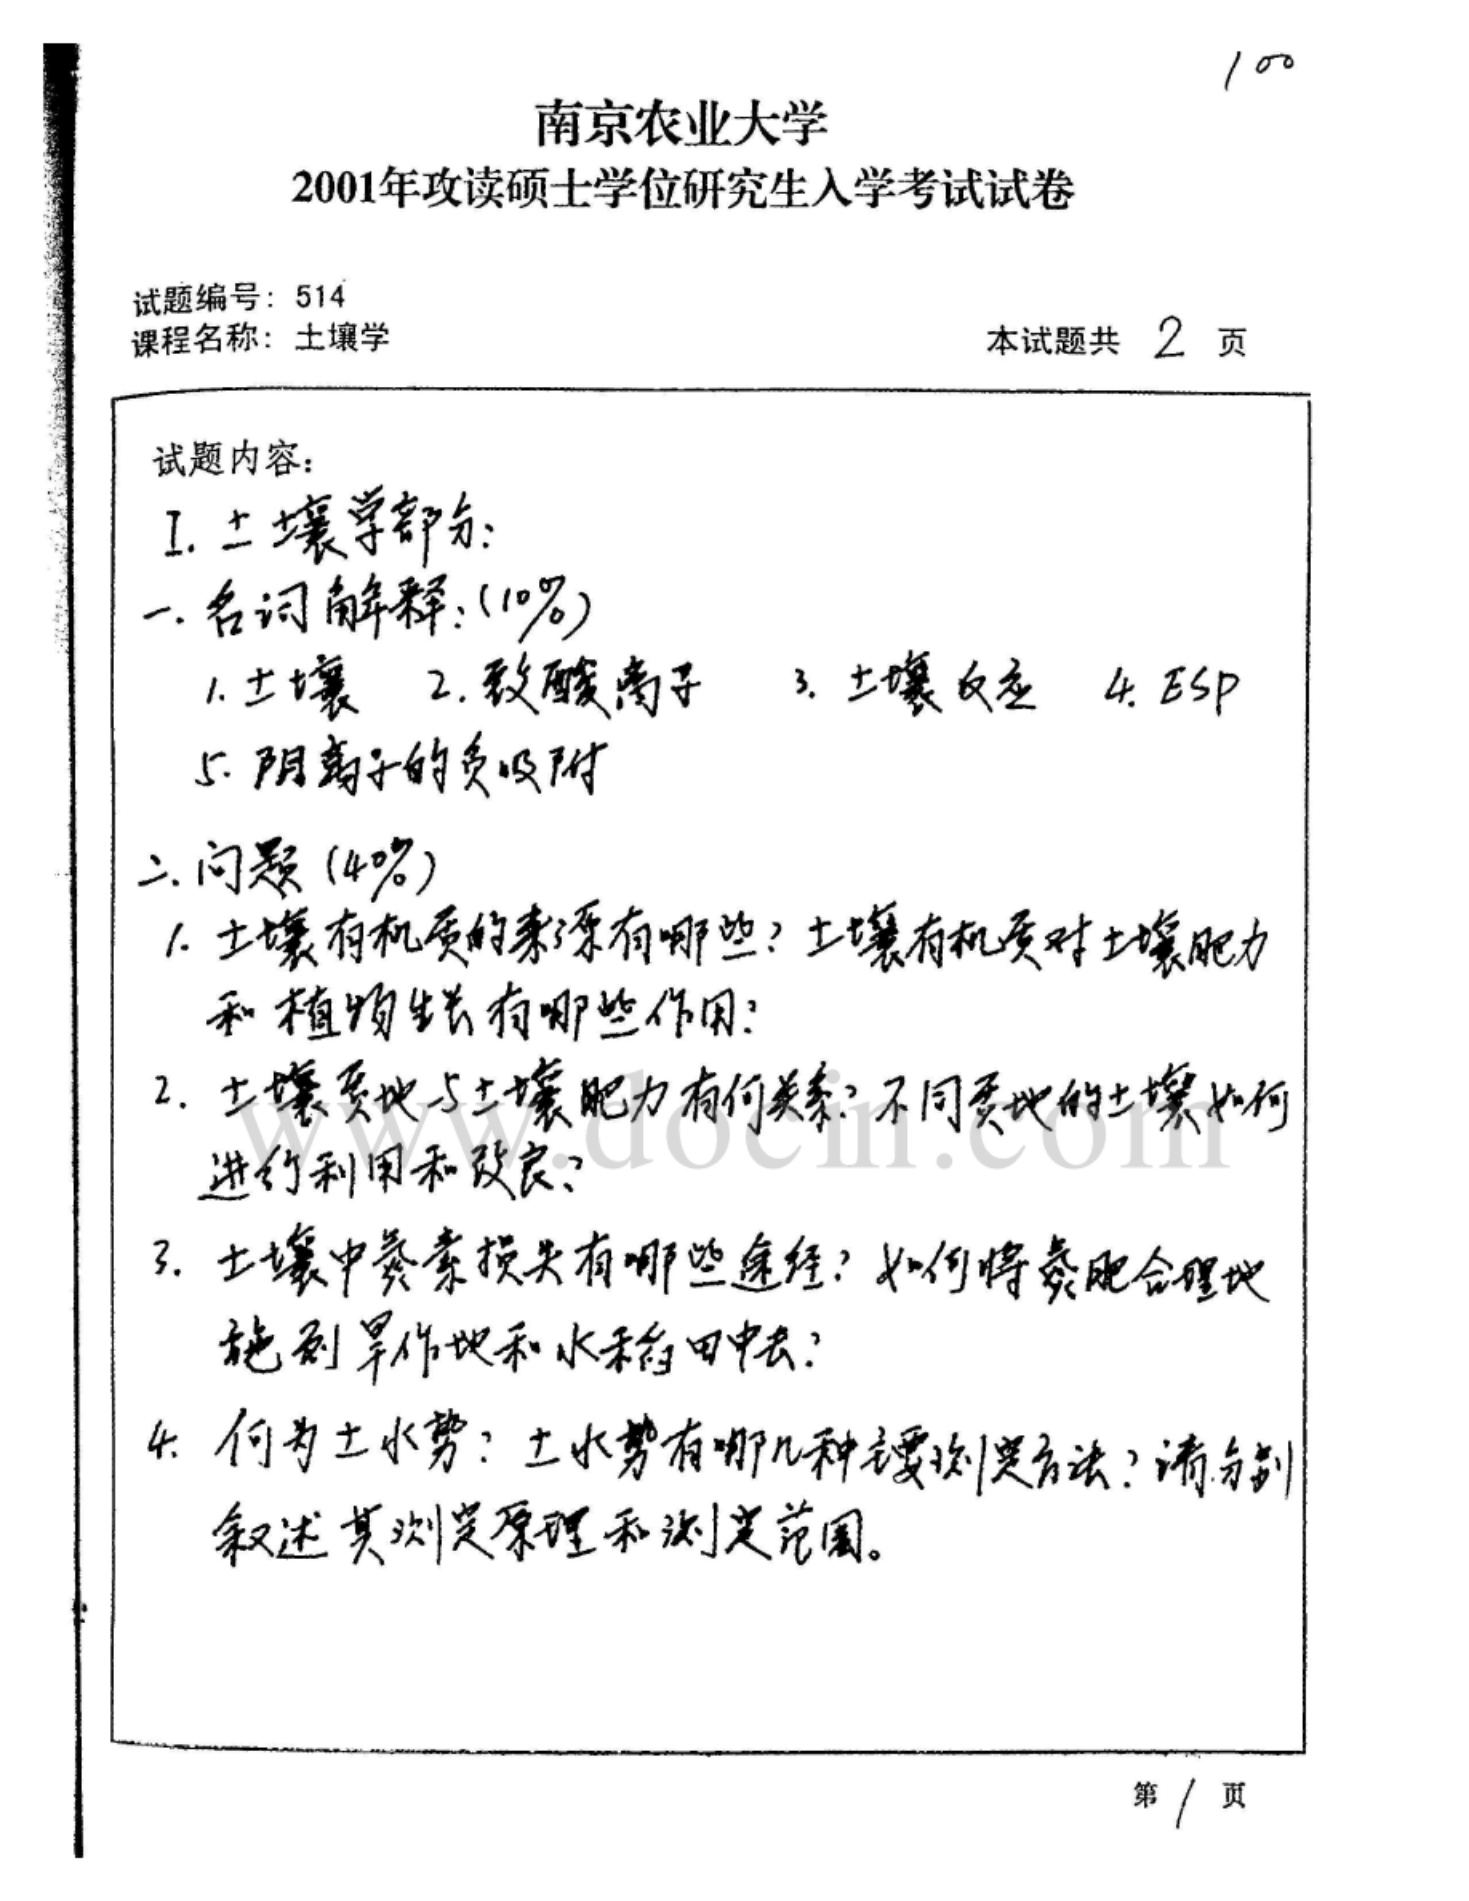 100
南京农业大学
2001年攻读硕士学位研究生入学考试试卷
试题编号：514
课程名称：土壤学
本试题共 2 页
试题内容：
I. 土壤学部分：
一. 名词解释：(10%)
1. 土壤 2. 致酸离子 3. 土壤反应 4. ESP
5. 阴离子的负吸附
二. 问题 (40%)
1. 土壤有机质的来源有哪些？土壤有机质对土壤肥力
和植物生长有哪些作用？
2. 土壤质地与土壤肥力有何关系？不同质地的土壤如何
进行利用和改良？
www.docin.com
3. 土壤中氮素损失有哪些途径？如何将氮肥合理地
施到旱作地和水稻田中去？
4. 何为土水势？土水势有哪几种主要测定方法？请分别
叙述其测定原理和测定范围。
第 1 页